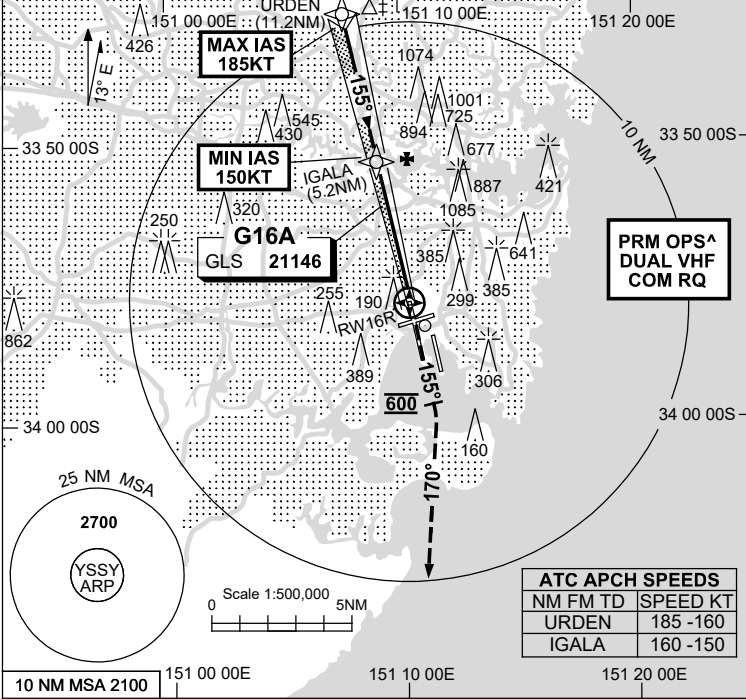 URDEN
(11.2NM)
151 00 00E
151 10 00E
151 20 00E
426
MAX IAS
185KT
13° E
155°
1074
1001
725
545
430
894
10 NM
33 50 00S
33 50 00S
677
MIN IAS
150KT
IGALA
(5.2NM)
887
421
1085
320
250
G16A
GLS 21146
641
385
385
PRM OPS^
DUAL VHF
COM RQ
255
190
299
862
RW16R
389
306
155°
600
34 00 00S
34 00 00S
160
170°
25 NM MSA
2700
YSSY
ARP
Scale 1:500,000
0 5NM
ATC APCH SPEEDS
NM FM TD SPEED KT
URDEN 185 -160
IGALA 160 -150
10 NM MSA 2100
151 00 00E
151 10 00E
151 20 00E